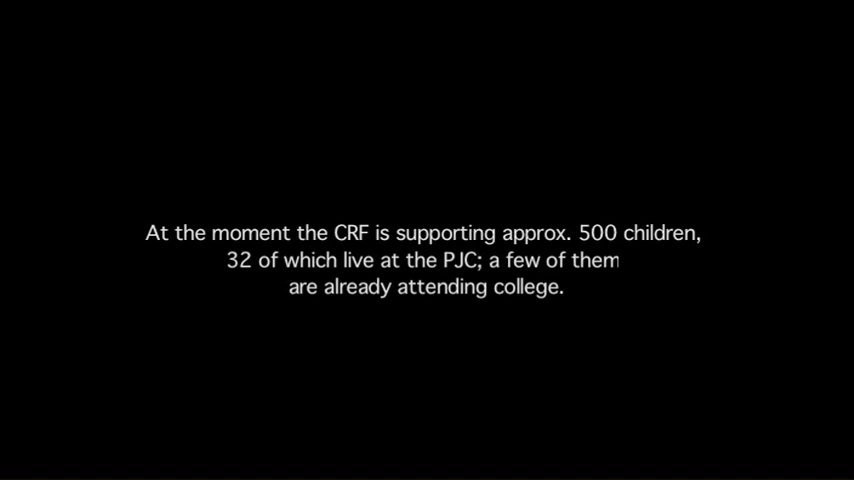 At the moment the CRF is supporting approx. 500 children,
32 of which live at the PJC; a few of them
are already attending college.